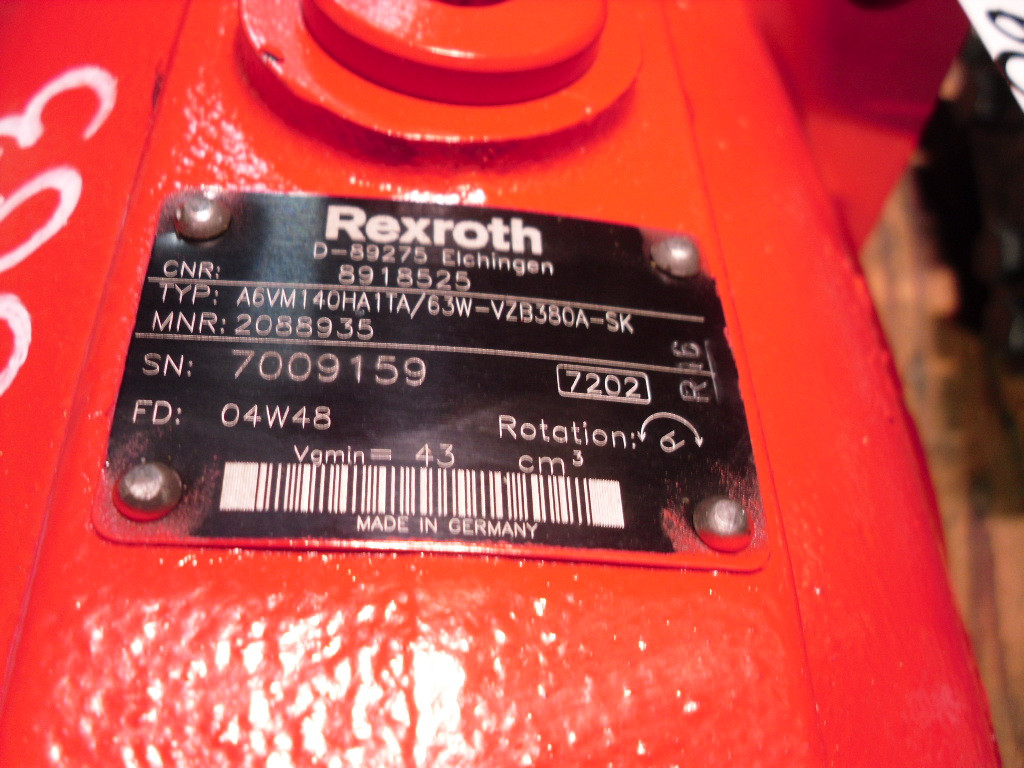 Rexroth
D-89275 Elchingen
CNR: 8918525
TYP: A6VM140HA1TA/63W-VZB380A-SK
MNR: 2088935
SN: 7009159
7202
R 16
FD: 04W48
Rotation:
Vgmin= 43 cm³
MADE IN GERMANY